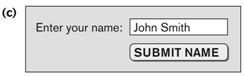 (c)
Enter your name: John Smith
SUBMIT NAME